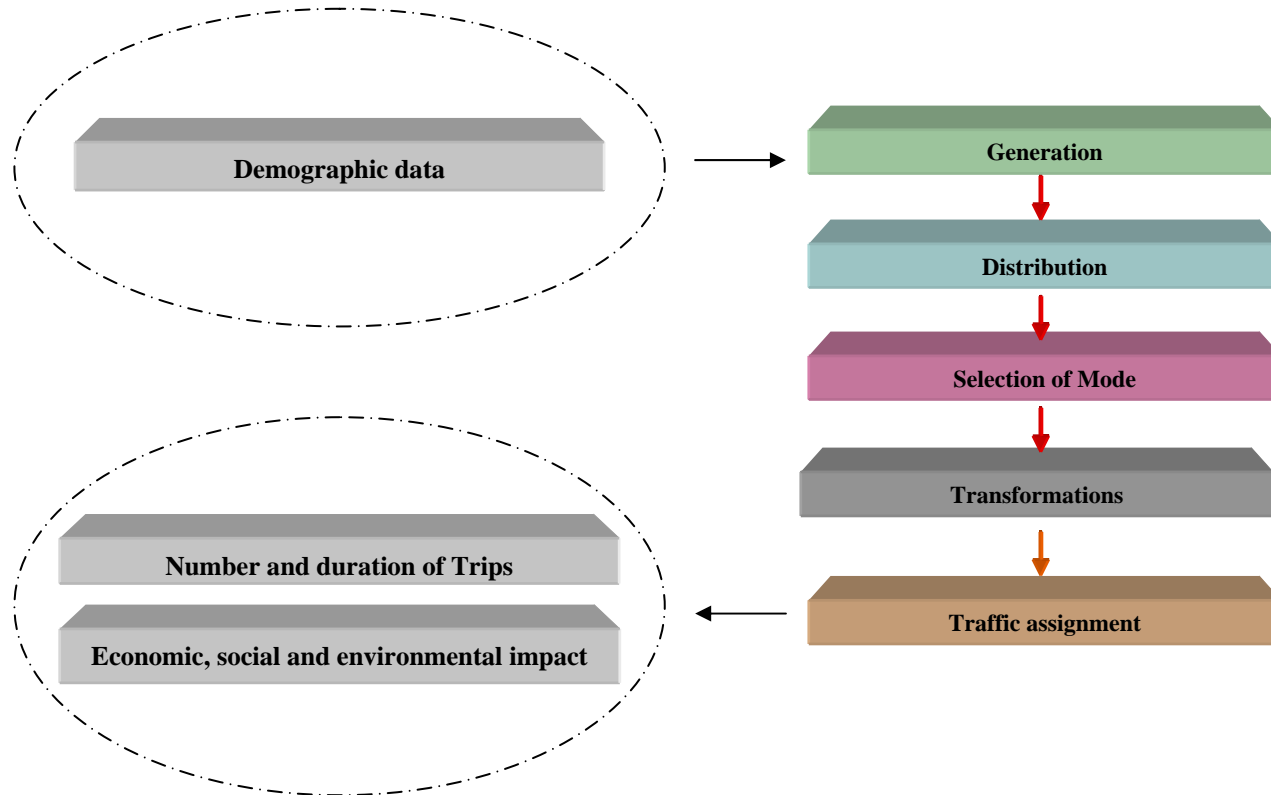 Demographic data
Generation
Distribution
Selection of Mode
Transformations
Traffic assignment
Number and duration of Trips
Economic, social and environmental impact